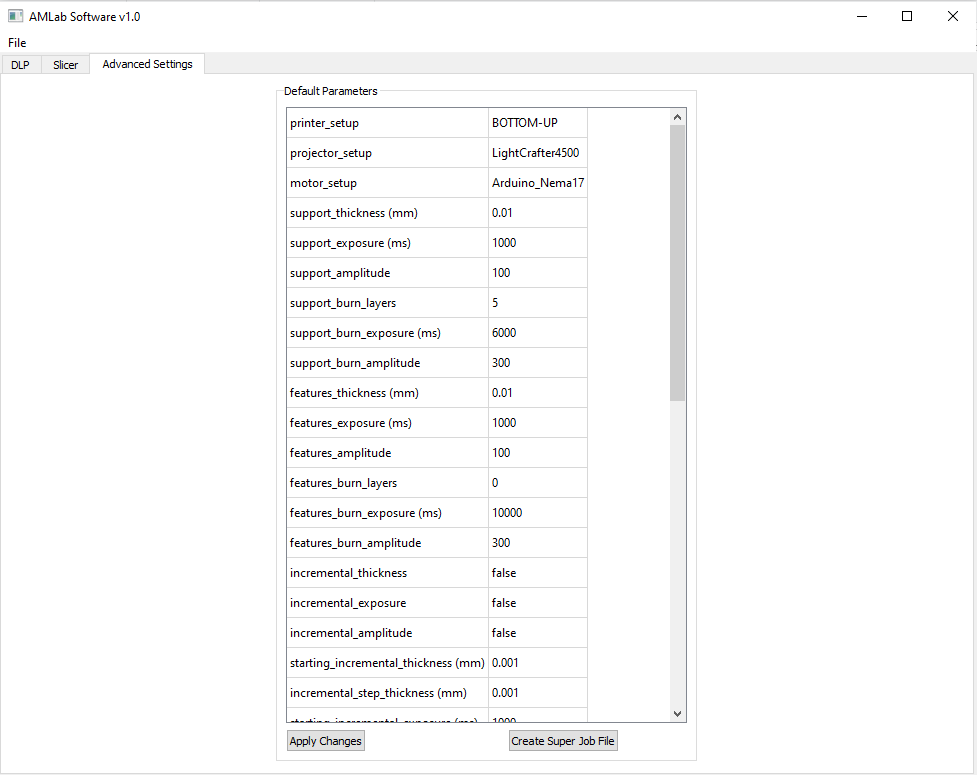 AMLab Software v1.0
File
DLP Slicer Advanced Settings
Default Parameters
printer_setup BOTTOM-UP
projector_setup LightCrafter4500
motor_setup Arduino_Nema17
support_thickness (mm) 0.01
support_exposure (ms) 1000
support_amplitude 100
support_burn_layers 5
support_burn_exposure (ms) 6000
support_burn_amplitude 300
features_thickness (mm) 0.01
features_exposure (ms) 1000
features_amplitude 100
features_burn_layers 0
features_burn_exposure (ms) 10000
features_burn_amplitude 300
incremental_thickness false
incremental_exposure false
incremental_amplitude false
starting_incremental_thickness (mm) 0.001
incremental_step_thickness (mm) 0.001
starting_incremental_exposure (ms) 1000
Apply Changes Create Super Job File